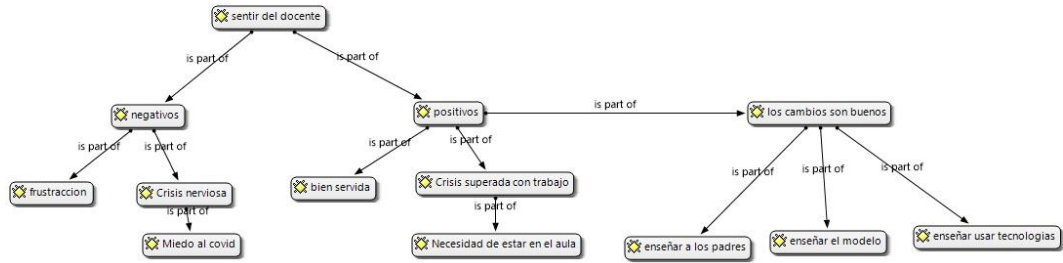 sentir del docente
is part of
is part of
negativos
positivos
is part of
los cambios son buenos
is part of
is part of
is part of
is part of
is part of
is part of
is part of
frustraccion
Crisis nerviosa
bien servida
Crisis superada con trabajo
is part of
is part of
Miedo al covid
Necesidad de estar en el aula
enseñar a los padres
enseñar el modelo
enseñar usar tecnologias